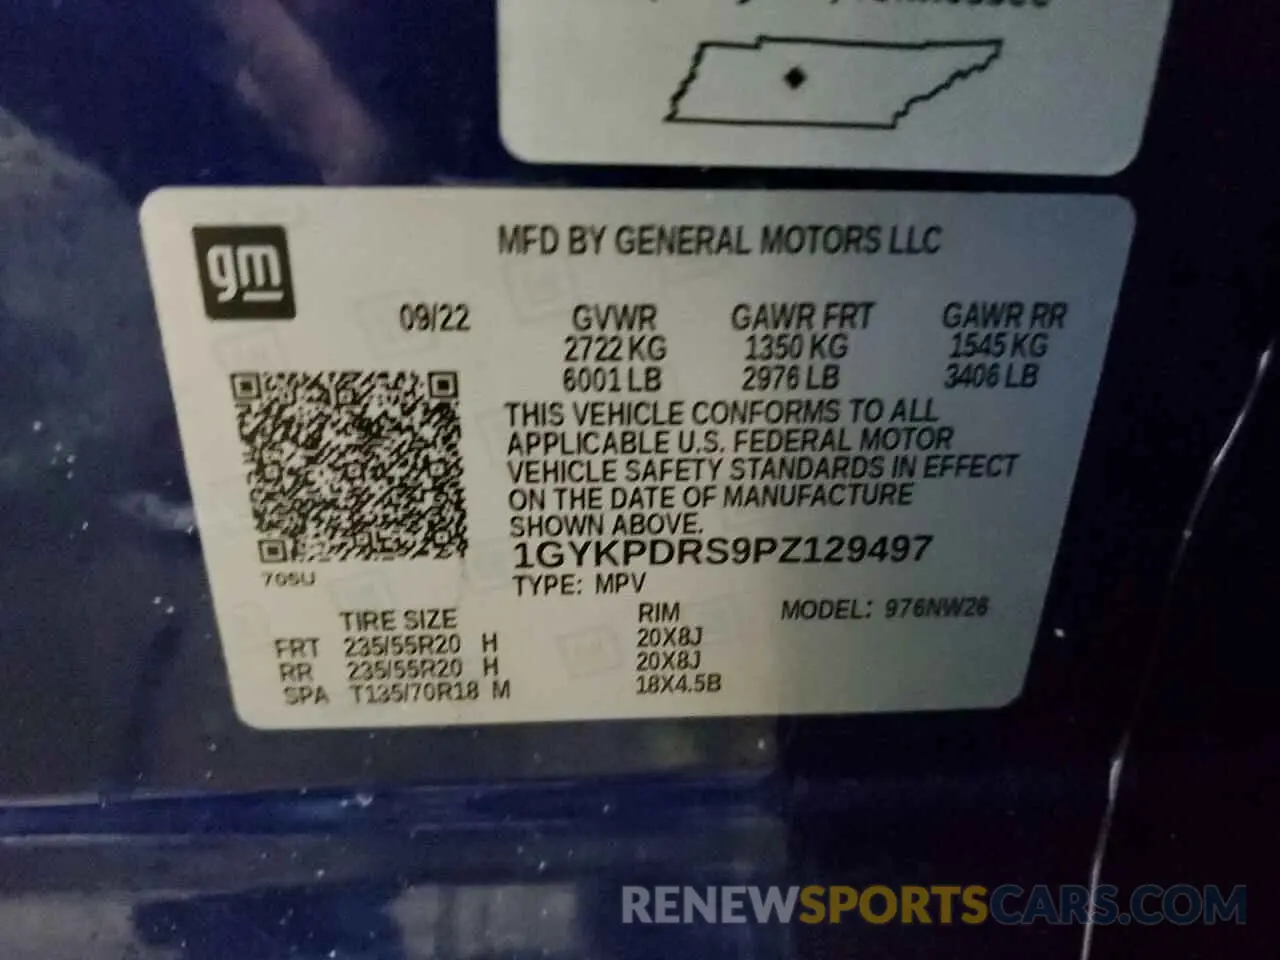 gm
MFD BY GENERAL MOTORS LLC
09/22 GVWR GAWR FRT GAWR RR
2722 KG 1350 KG 1545 KG
6001 LB 2976 LB 3406 LB
THIS VEHICLE CONFORMS TO ALL
APPLICABLE U.S. FEDERAL MOTOR
VEHICLE SAFETY STANDARDS IN EFFECT
ON THE DATE OF MANUFACTURE
SHOWN ABOVE.
1GYKPDRS9PZ129497
70SU
TYPE: MPV
TIRE SIZE RIM MODEL: 976NW26
FRT 235/55R20 H 20X8J
RR 235/55R20 H 20X8J
SPA T135/70R18 M 18X4.5B
RENEWSPORTSCARS.COM